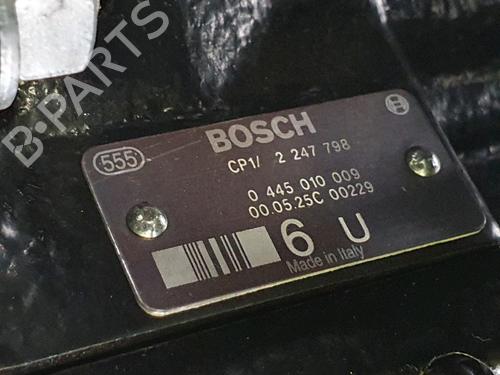 B-PARTS
555
BOSCH
CP1/ 2 247 798
0 445 010 009
00.05.25C 00229
6 U
Made in Italy